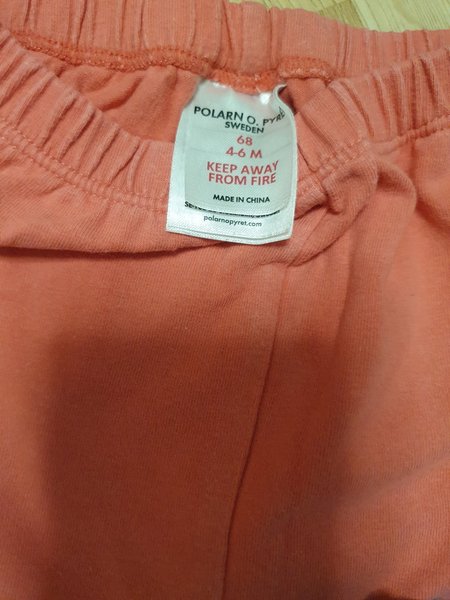 POLARN O. PYRET
SWEDEN
68
4-6 M
KEEP AWAY
FROM FIRE
MADE IN CHINA
polarnopyret.com